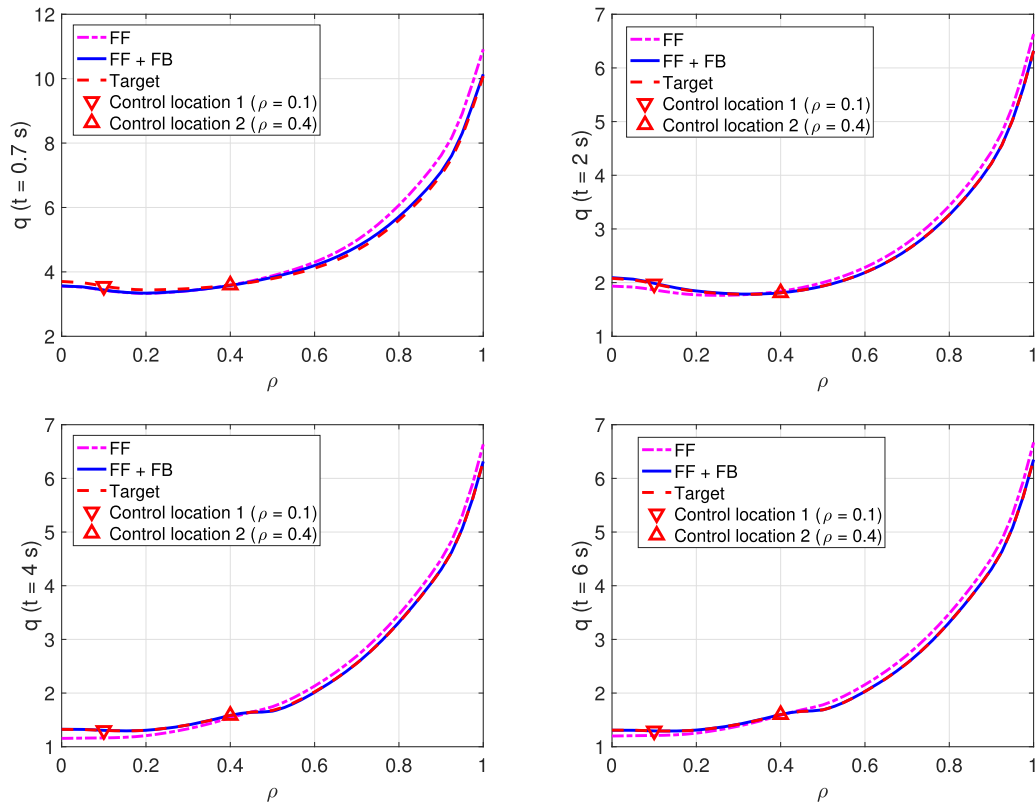 12
10
8
6
4
2
q (t = 0.7 s)
FF
FF + FB
Target
Control location 1 (ρ = 0.1)
Control location 2 (ρ = 0.4)
0 0.2 0.4 0.6 0.8 1
ρ
7
6
5
4
3
2
1
q (t = 2 s)
FF
FF + FB
Target
Control location 1 (ρ = 0.1)
Control location 2 (ρ = 0.4)
0 0.2 0.4 0.6 0.8 1
ρ
7
6
5
4
3
2
1
q (t = 4 s)
FF
FF + FB
Target
Control location 1 (ρ = 0.1)
Control location 2 (ρ = 0.4)
0 0.2 0.4 0.6 0.8 1
ρ
7
6
5
4
3
2
1
q (t = 6 s)
FF
FF + FB
Target
Control location 1 (ρ = 0.1)
Control location 2 (ρ = 0.4)
0 0.2 0.4 0.6 0.8 1
ρ